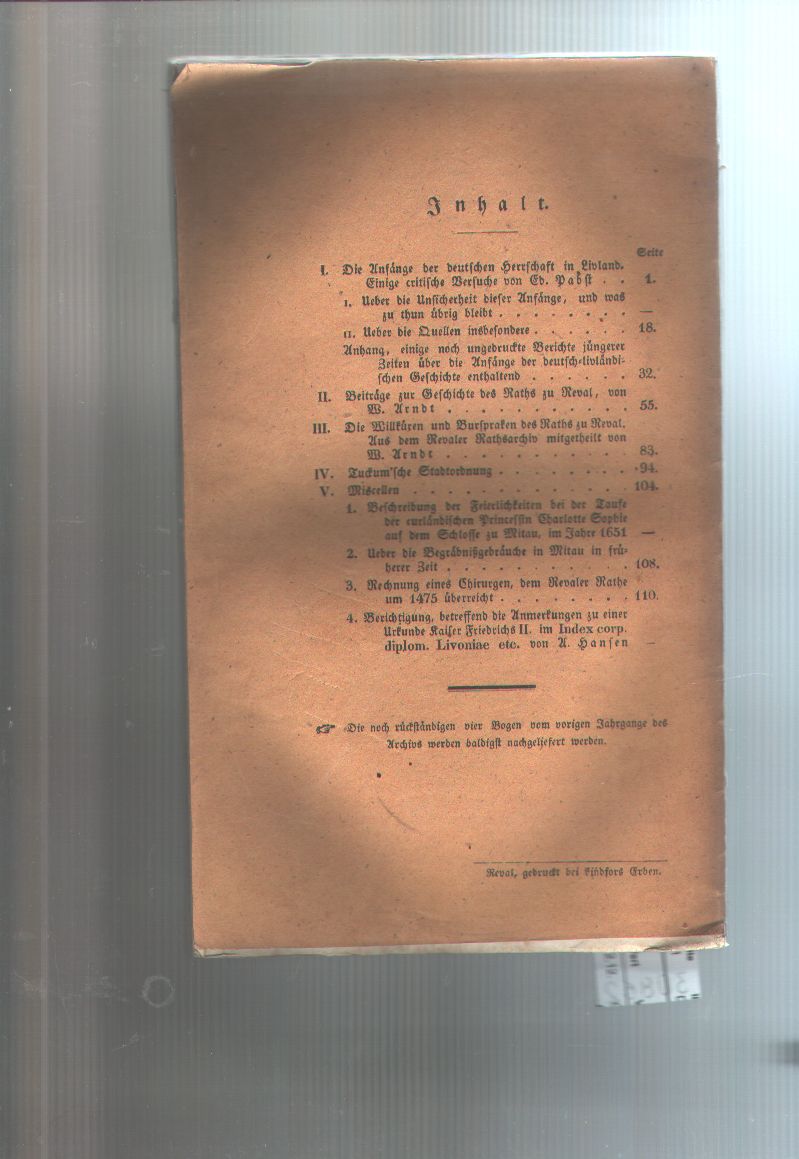 Inhalt.
Seite
I. Die Anfänge der deutschen Herrschaft in Livland.
Einige critische Versuche von Ed. Pabst . . 1.
I. Ueber die Unsicherheit dieser Anfänge, und was
zu thun übrig bleibt . . . . . . . . —
II. Ueber die Quellen insbesondere . . . . . . 18.
Anhang, einige noch ungedruckte Berichte jüngerer
Zeiten über die Anfänge der deutsch-livländi-
schen Geschichte enthaltend . . . . . . 32.
II. Beiträge zur Geschichte des Raths zu Reval, von
W. Arndt . . . . . . . . . . . 55.
III. Die Willküren und Burspraken des Raths zu Reval.
Aus dem Revaler Rathsarchiv mitgetheilt von
W. Arndt . . . . . . . . . . . 83.
IV. Tuckum'sche Stadtordnung . . . . . . . . 94.
V. Miscellen . . . . . . . . . . . . . 104.
1. Beschreibung der Feierlichkeiten bei der Taufe
der curländischen Princessin Charlotte Sophie
auf dem Schlosse zu Mitau, im Jahre 1651 —
2. Ueber die Begräbnißgebräuche in Mitau in frü-
herer Zeit . . . . . . . . . . . 108.
3. Rechnung eines Chirurgen, dem Revaler Rathe
um 1475 überreicht . . . . . . . . 110.
4. Berichtigung, betreffend die Anmerkungen zu einer
Urkunde Kaiser Friedrichs II. im Index corp.
diplom. Livoniae etc. von A. Hansen —
☞ Die noch rückständigen vier Bogen vom vorigen Jahrgange des
Archivs werden baldigst nachgeliefert werden.
Reval, gedruckt bei Lindfors Erben.